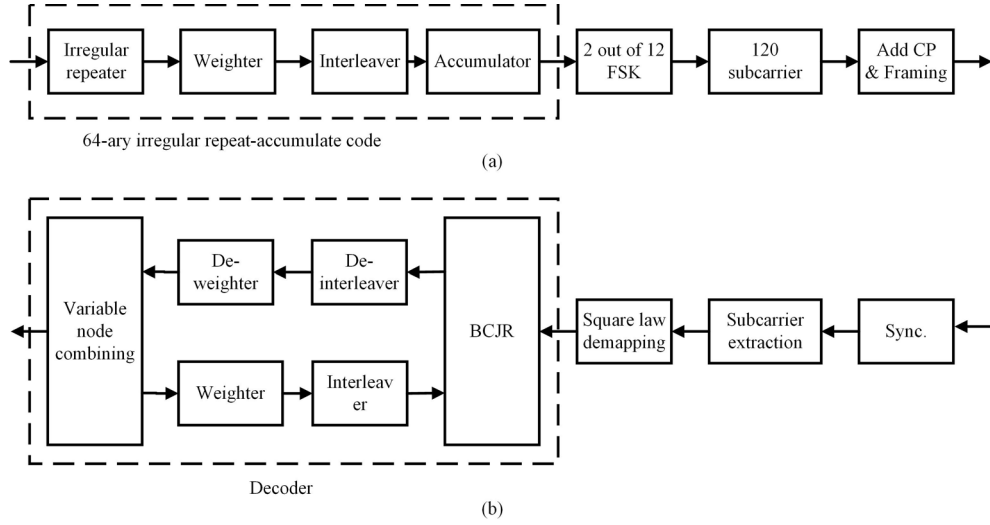 Irregular
repeater
Weighter
Interleaver
Accumulator
2 out of 12
FSK
120
subcarrier
Add CP
& Framing
64-ary irregular repeat-accumulate code
(a)
Variable
node
combining
De-
weighter
De-
interleaver
BCJR
Square law
demapping
Subcarrier
extraction
Sync.
Weighter
Interleav
er
Decoder
(b)